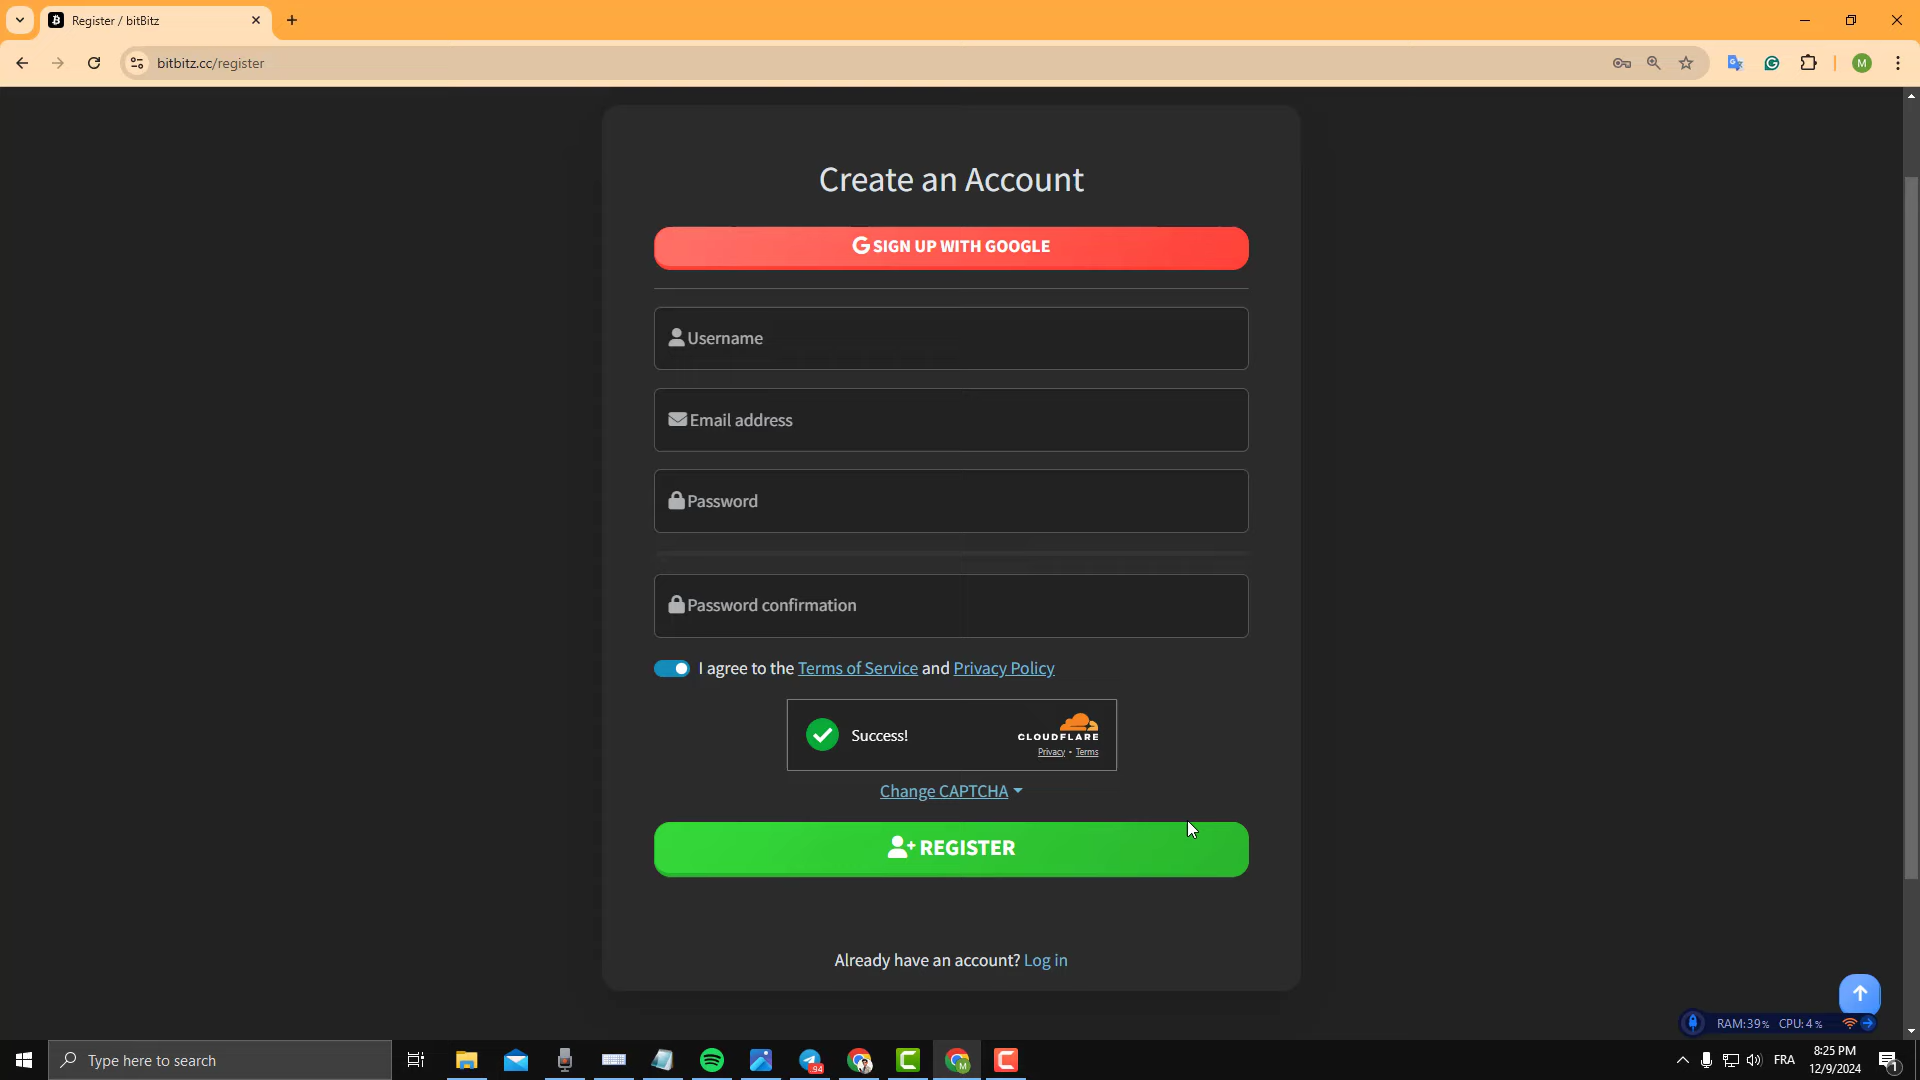 Register / bitBitz
bitbitz.cc/register
M
Create an Account
SIGN UP WITH GOOGLE
Username
Email address
Password
Password confirmation
I agree to the Terms of Service and Privacy Policy
Success!
CLOUDFLARE
Privacy • Terms
Change CAPTCHA
REGISTER
Already have an account? Log in
RAM:39% CPU:4%
Type here to search
94
M
FRA
8:25 PM
12/9/2024
1